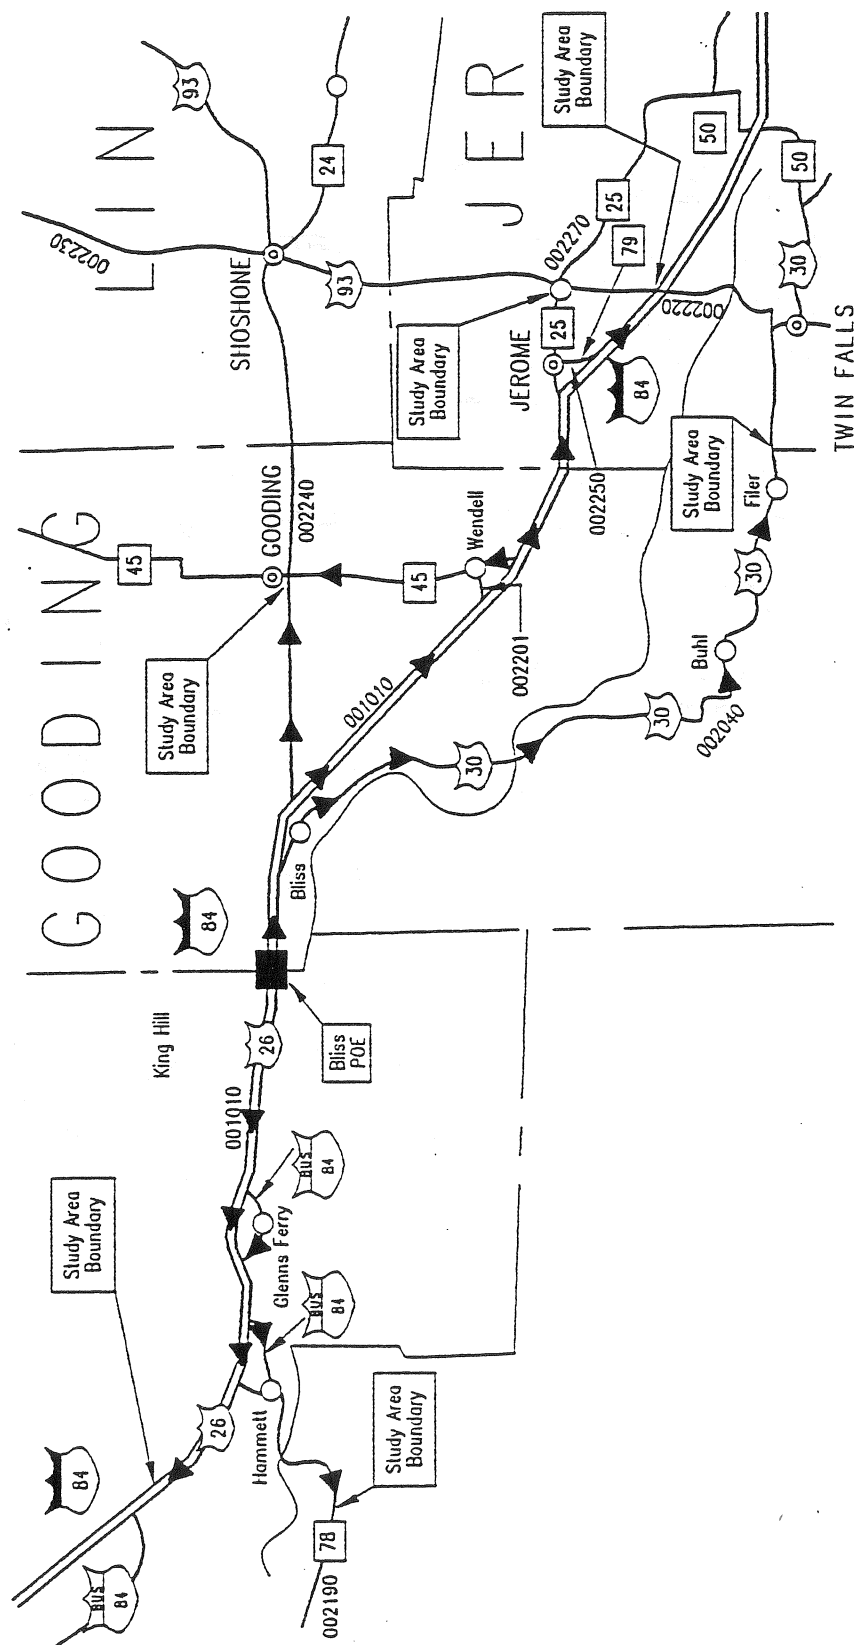 84
BUS
84
Study Area
Boundary
King Hill
84
GOODING
45
LIN
93
002230
26
001010
26
Study Area
Boundary
GOODING
SHOSHONE
24
Hammett
Glenns Ferry
BUS
84
BUS
84
Bliss
POE
Bliss
002240
93
002190
78
Study Area
Boundary
001010
45
Wendell
Study Area
Boundary
JER
30
002201
JEROME
25
002270
Study Area
Boundary
002250
84
79
25
30
002040
Buhl
Study Area
Boundary
002220
50
30
Filer
30
50
TWIN FALLS